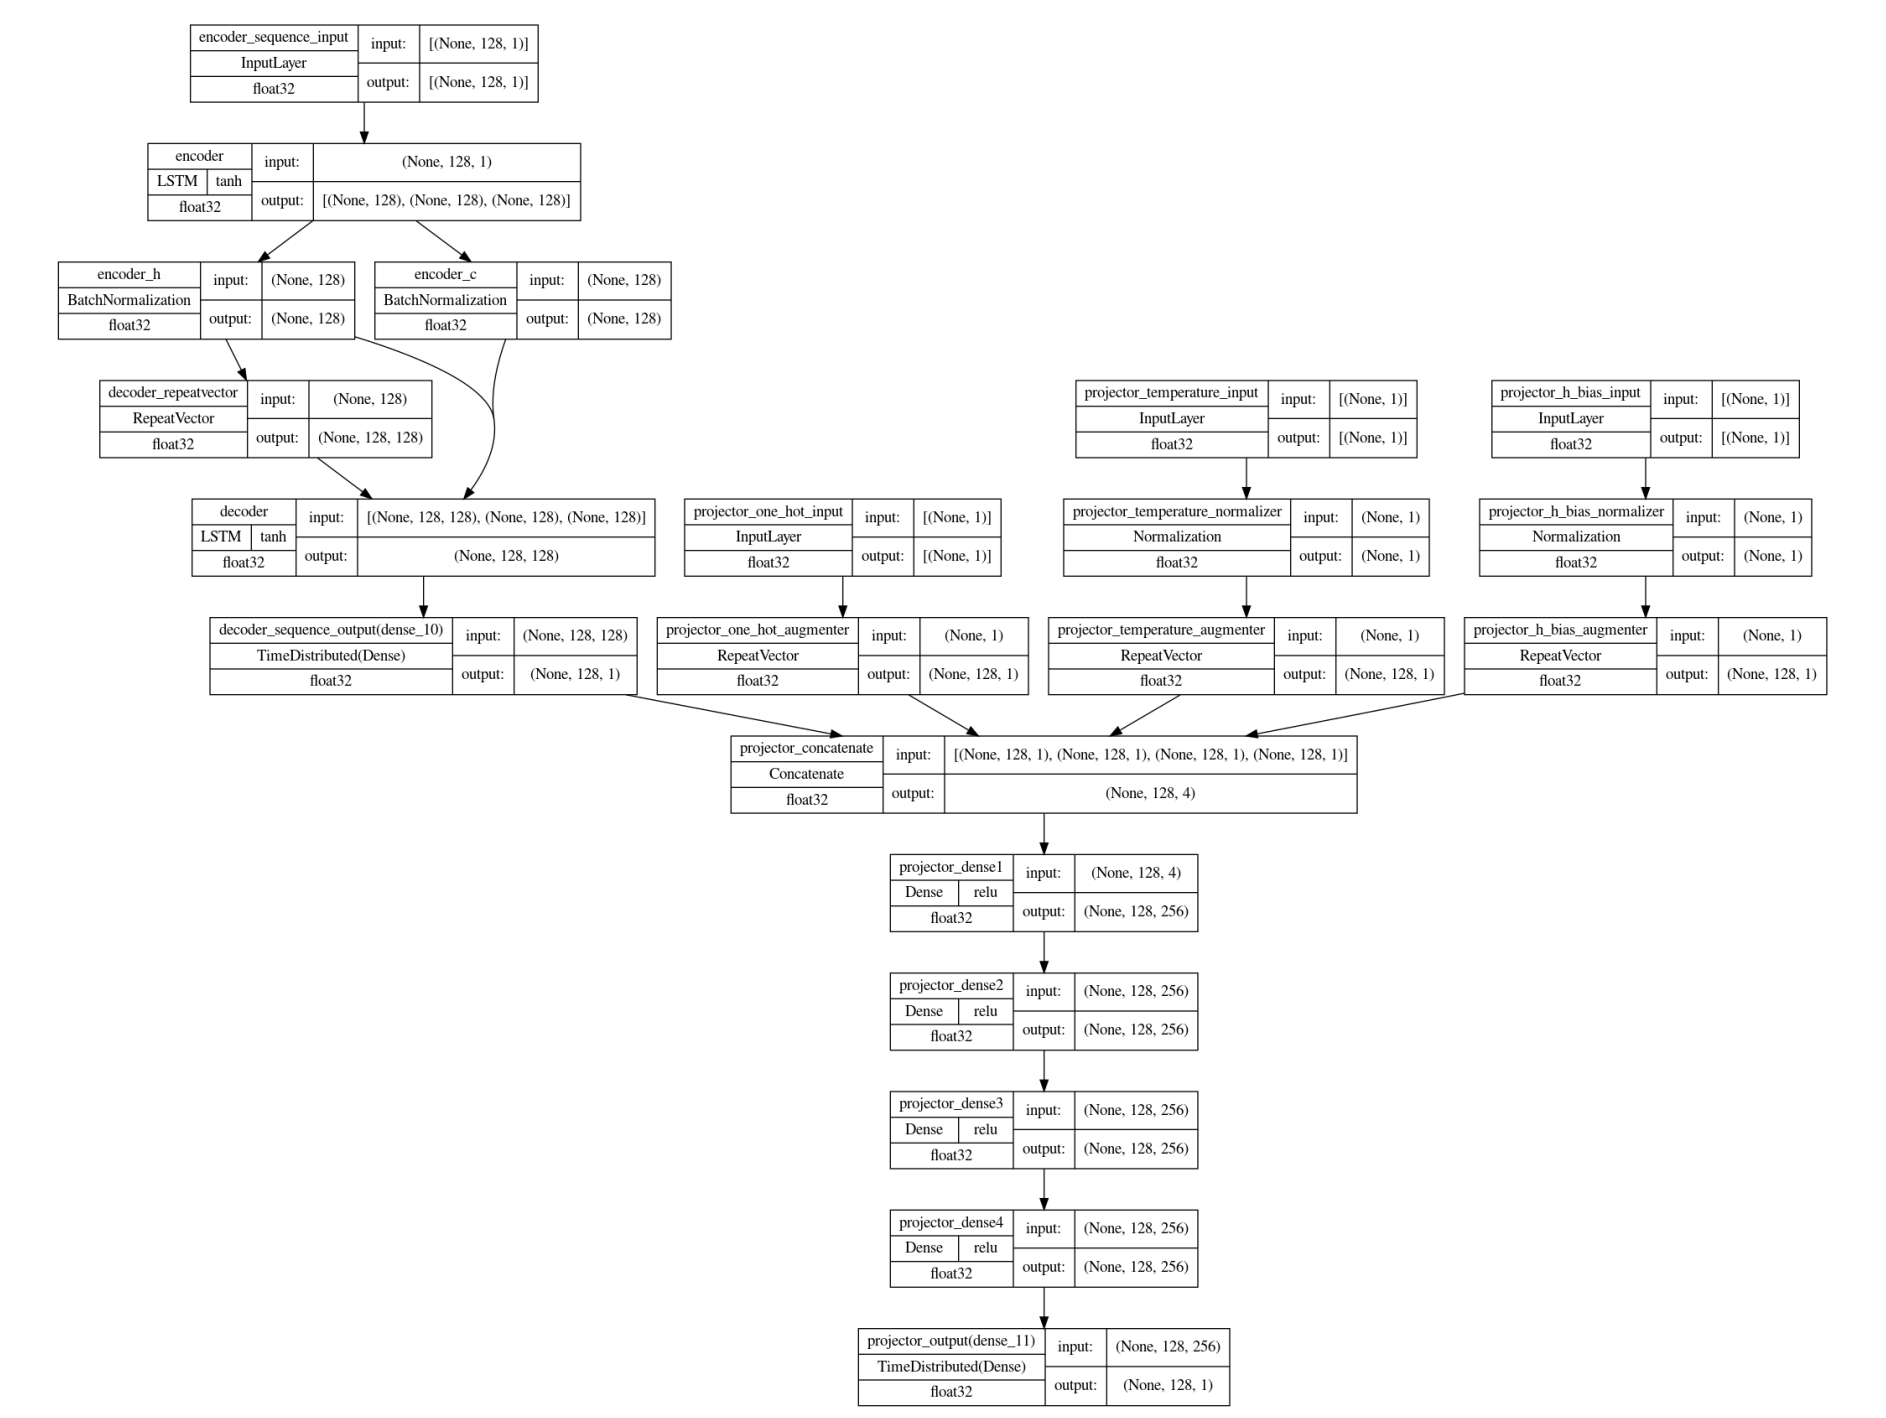 encoder_sequence_input
InputLayer
float32
input: [(None, 128, 1)]
output: [(None, 128, 1)]
encoder
LSTM tanh
float32
input: (None, 128, 1)
output: [(None, 128), (None, 128), (None, 128)]
encoder_h
BatchNormalization
float32
input: (None, 128)
output: (None, 128)
encoder_c
BatchNormalization
float32
input: (None, 128)
output: (None, 128)
decoder_repeatvector
RepeatVector
float32
input: (None, 128)
output: (None, 128, 128)
projector_temperature_input
InputLayer
float32
input: [(None, 1)]
output: [(None, 1)]
projector_h_bias_input
InputLayer
float32
input: [(None, 1)]
output: [(None, 1)]
decoder
LSTM tanh
float32
input: [(None, 128, 128), (None, 128), (None, 128)]
output: (None, 128, 128)
projector_one_hot_input
InputLayer
float32
input: [(None, 1)]
output: [(None, 1)]
projector_temperature_normalizer
Normalization
float32
input: (None, 1)
output: (None, 1)
projector_h_bias_normalizer
Normalization
float32
input: (None, 1)
output: (None, 1)
decoder_sequence_output(dense_10)
TimeDistributed(Dense)
float32
input: (None, 128, 128)
output: (None, 128, 1)
projector_one_hot_augmenter
RepeatVector
float32
input: (None, 1)
output: (None, 128, 1)
projector_temperature_augmenter
RepeatVector
float32
input: (None, 1)
output: (None, 128, 1)
projector_h_bias_augmenter
RepeatVector
float32
input: (None, 1)
output: (None, 128, 1)
projector_concatenate
Concatenate
float32
input: [(None, 128, 1), (None, 128, 1), (None, 128, 1), (None, 128, 1)]
output: (None, 128, 4)
projector_dense1
Dense relu
float32
input: (None, 128, 4)
output: (None, 128, 256)
projector_dense2
Dense relu
float32
input: (None, 128, 256)
output: (None, 128, 256)
projector_dense3
Dense relu
float32
input: (None, 128, 256)
output: (None, 128, 256)
projector_dense4
Dense relu
float32
input: (None, 128, 256)
output: (None, 128, 256)
projector_output(dense_11)
TimeDistributed(Dense)
float32
input: (None, 128, 256)
output: (None, 128, 1)